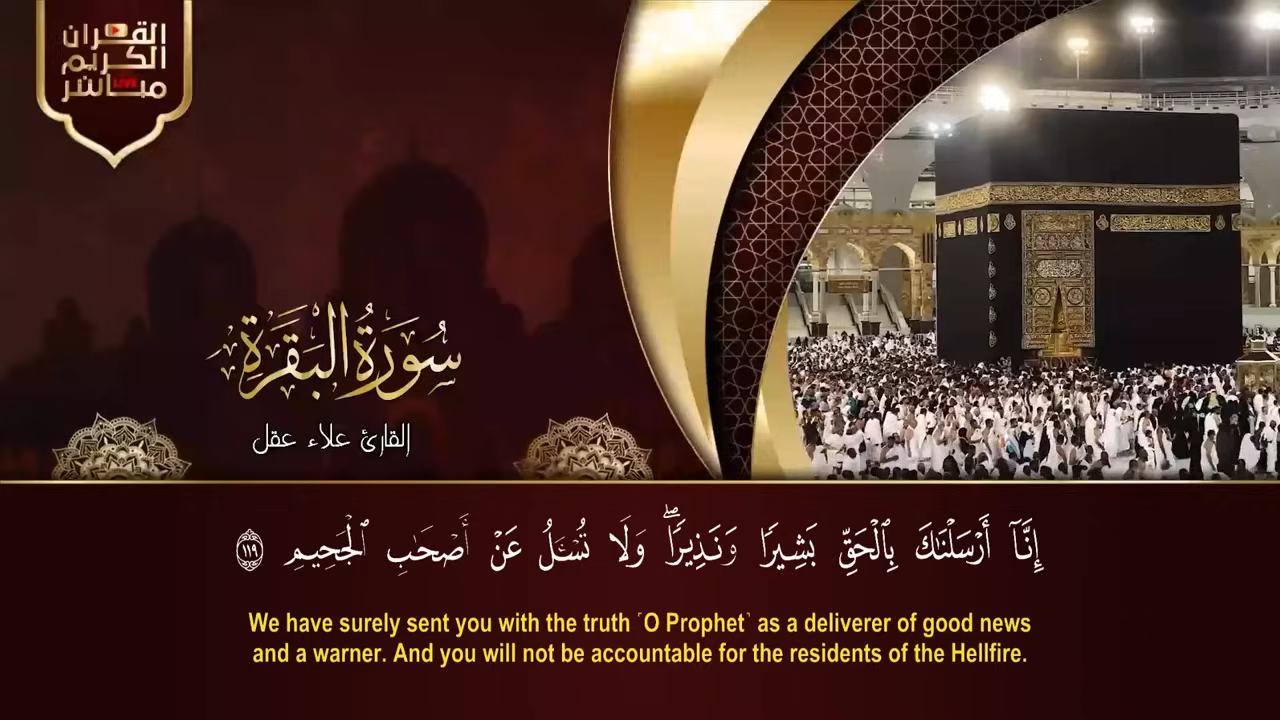 القرآن
الكريم
LIVE
مباشر
سُورَةُ البَقَرَةِ
القارئ علاء عقل
إِنَّآ أَرْسَلْنَٰكَ بِٱلْحَقِّ بَشِيرًا وَنَذِيرًا ۖ وَلَا تُسْـَٔلُ عَنْ أَصْحَٰبِ ٱلْجَحِيمِ ١١٩
We have surely sent you with the truth ˹O Prophet˺ as a deliverer of good news
and a warner. And you will not be accountable for the residents of the Hellfire.